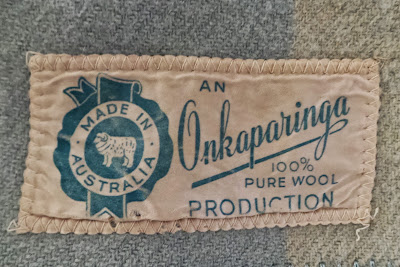 MADE IN
AUSTRALIA
AN
Onkaparinga
100%
PURE WOOL
PRODUCTION